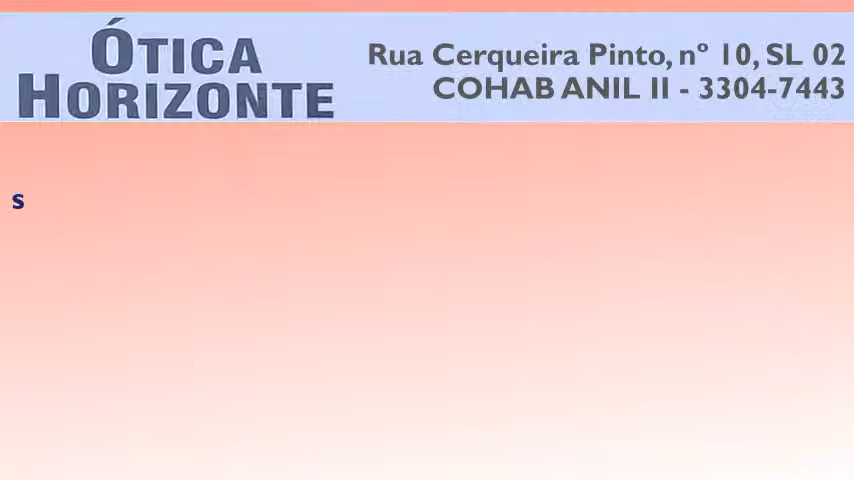 ÓTICA
HORIZONTE
Rua Cerqueira Pinto, nº 10, SL 02
COHAB ANIL II - 3304-7443
s